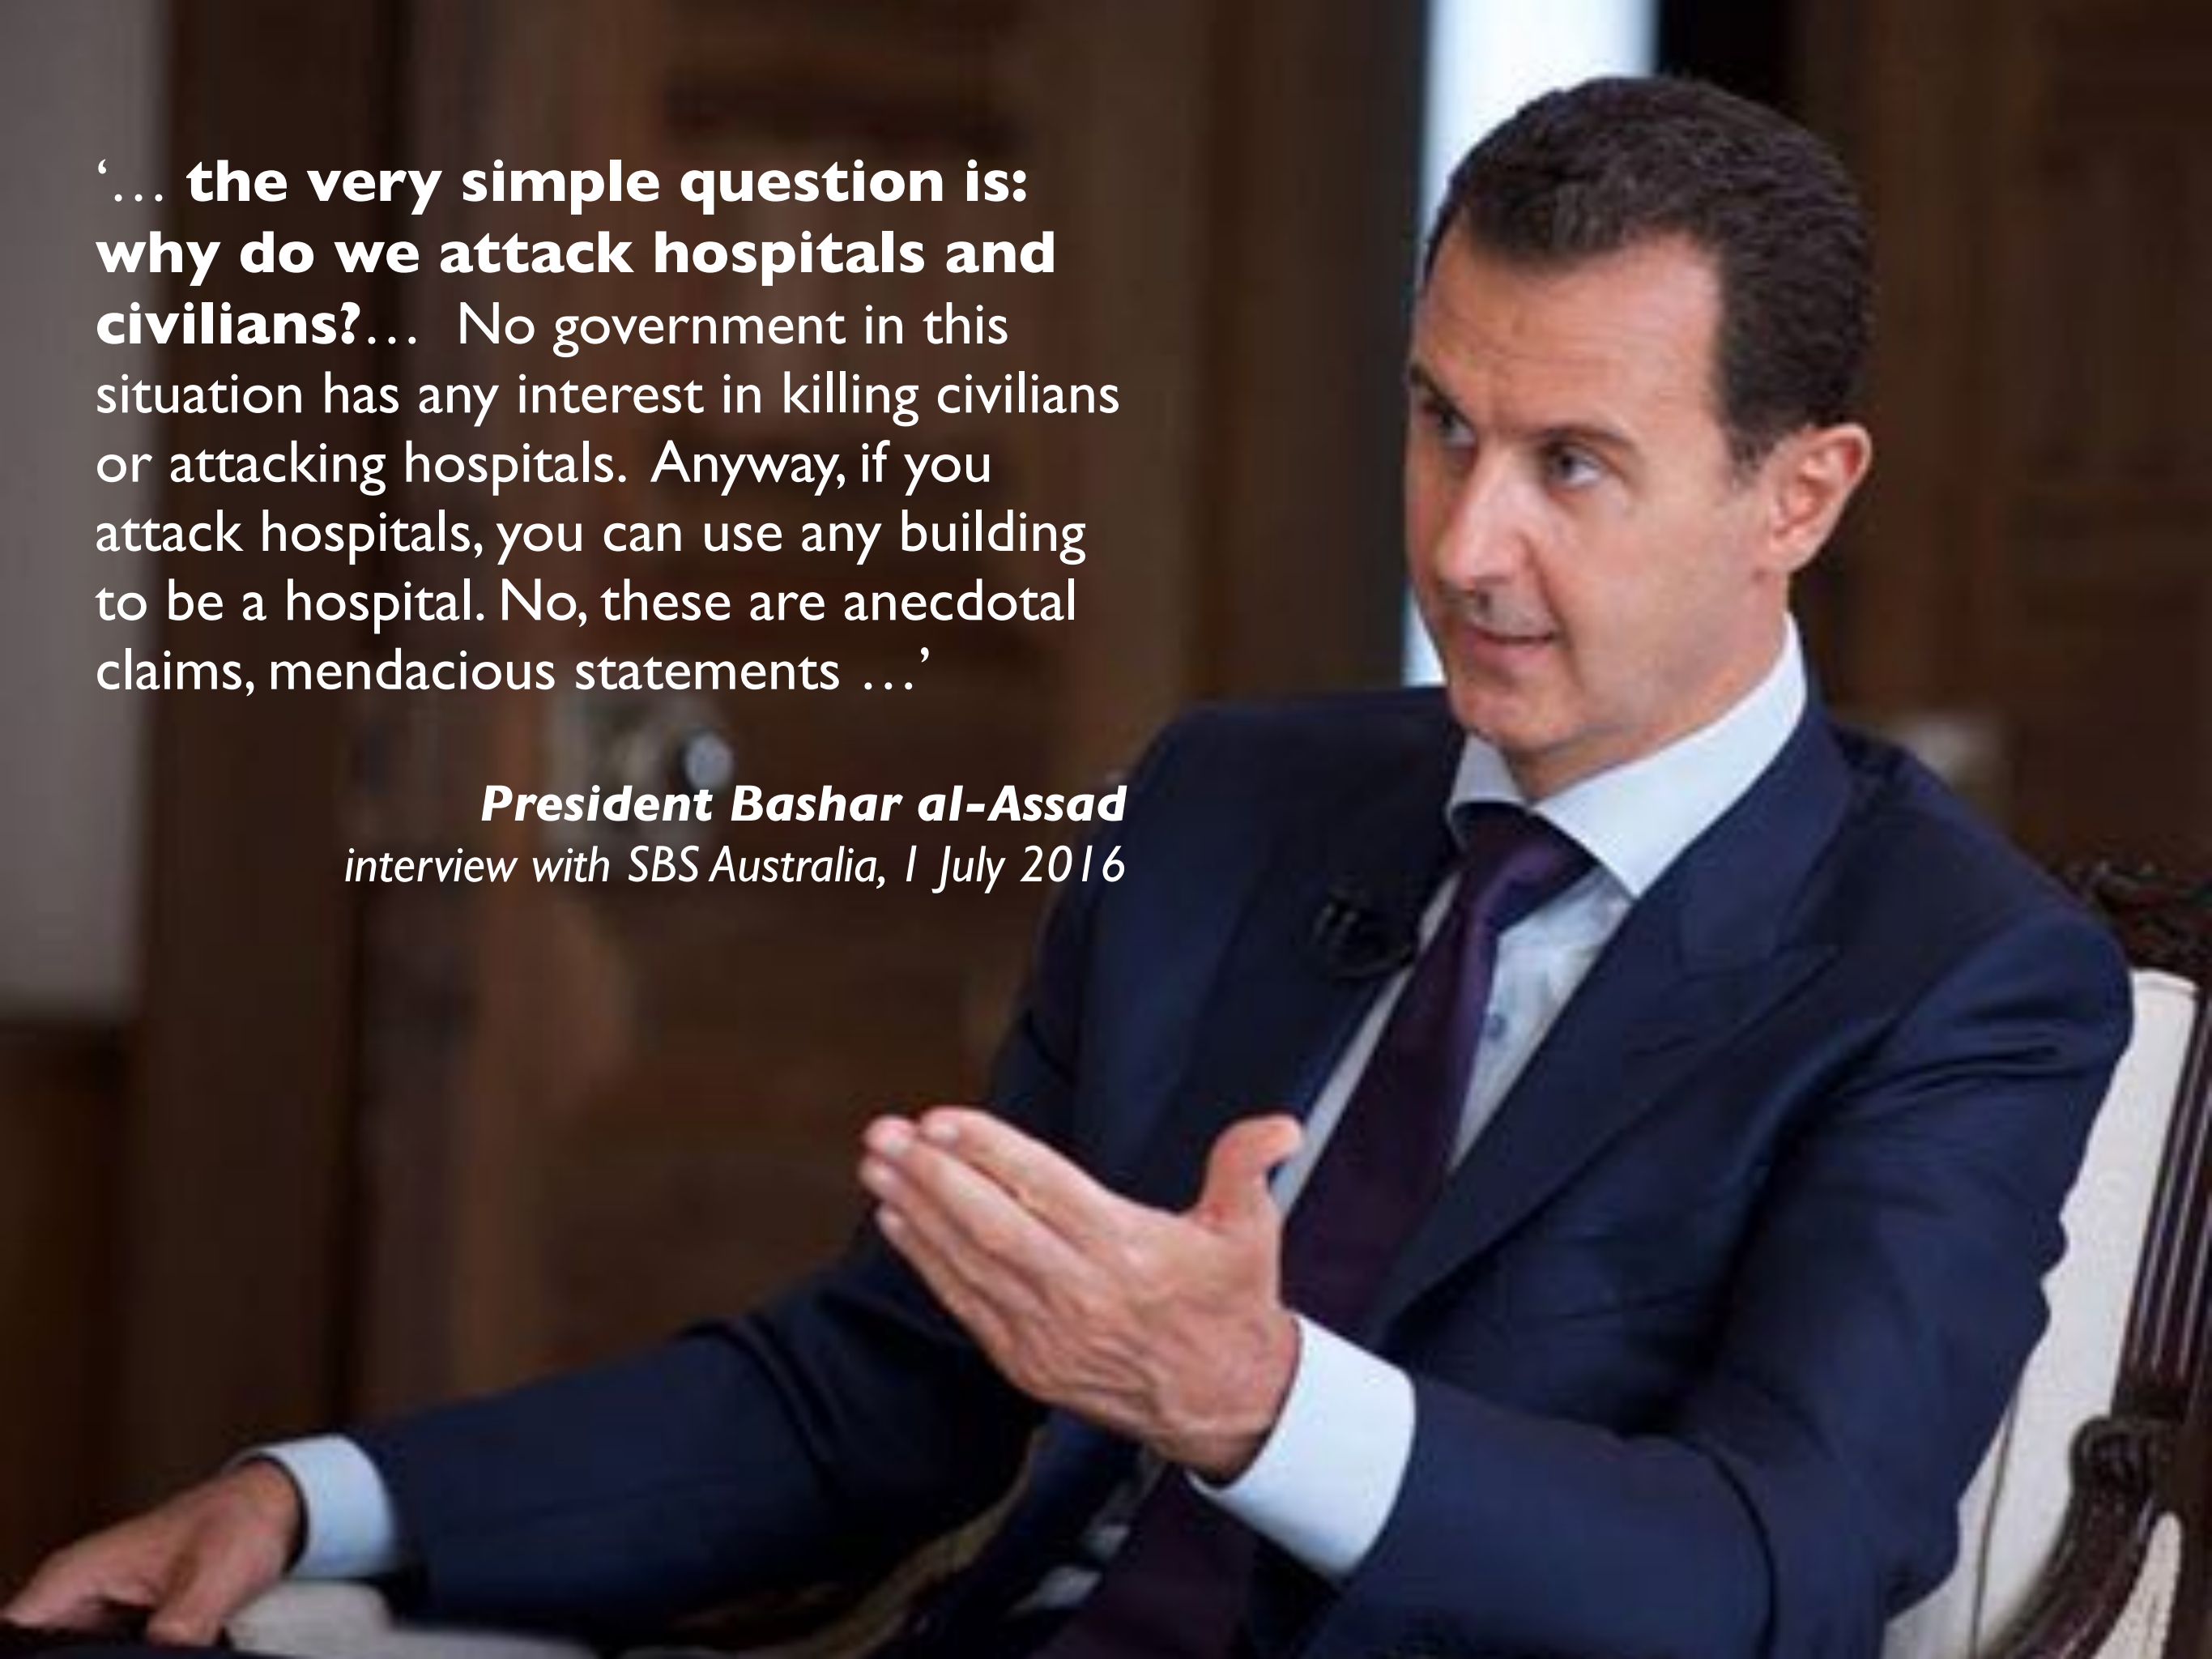 ‘… the very simple question is:
why do we attack hospitals and
civilians?… No government in this
situation has any interest in killing civilians
or attacking hospitals. Anyway, if you
attack hospitals, you can use any building
to be a hospital. No, these are anecdotal
claims, mendacious statements …’
President Bashar al-Assad
interview with SBS Australia, 1 July 2016